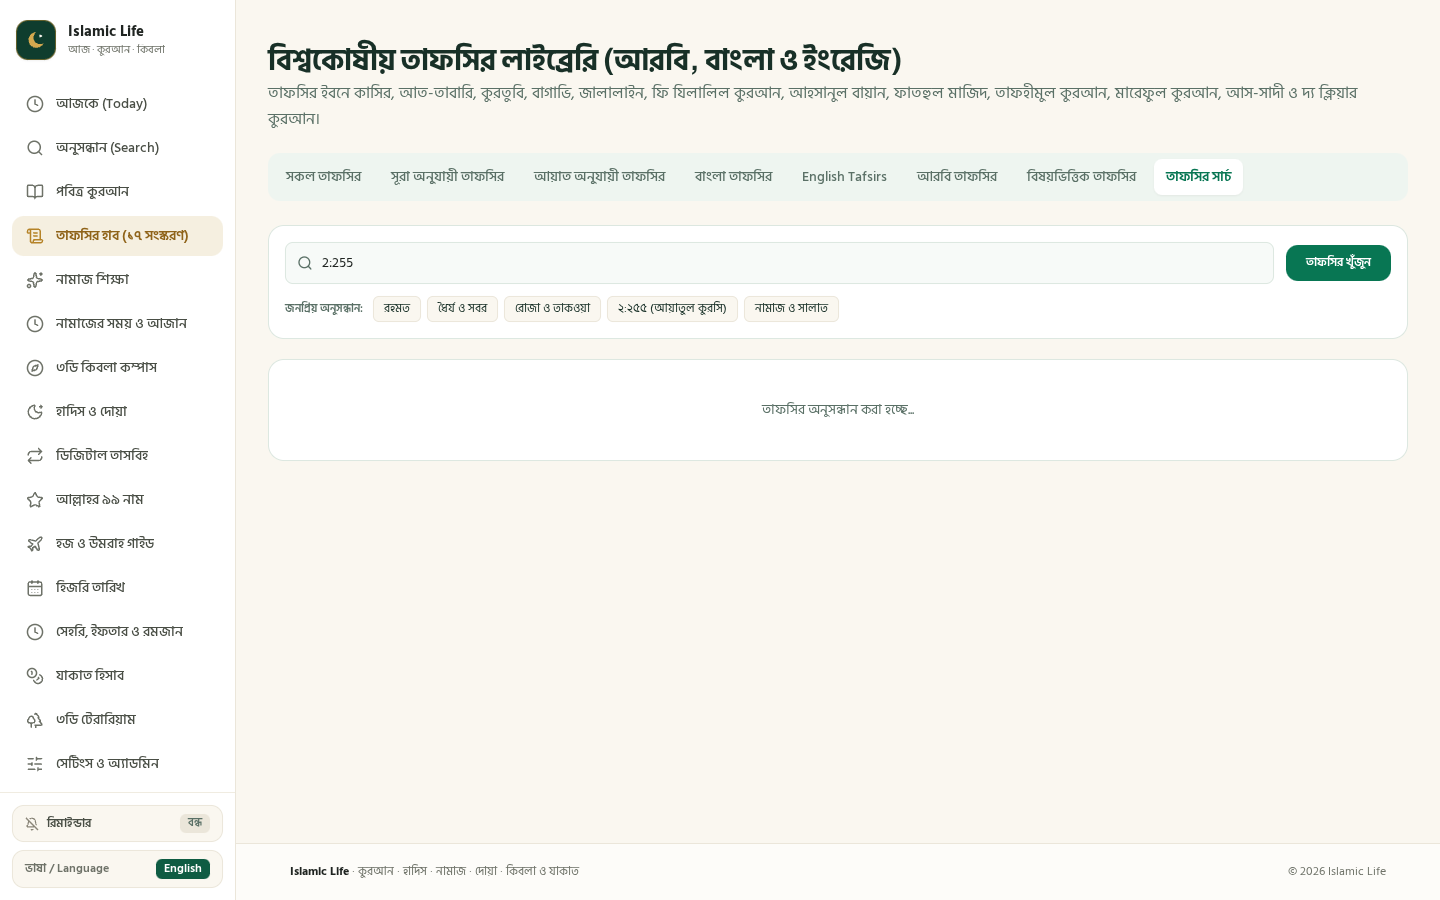 Islamic Life
আজ · কুরআন · কিবলা
আজকে (Today)
অনুসন্ধান (Search)
পবিত্র কুরআন
তাফসির হাব (১৭ সংস্করণ)
নামাজ শিক্ষা
নামাজের সময় ও আজান
৩ডি কিবলা কম্পাস
হাদিস ও দোয়া
ডিজিটাল তাসবিহ
আল্লাহর ৯৯ নাম
হজ ও উমরাহ গাইড
হিজরি তারিখ
সেহরি, ইফতার ও রমজান
যাকাত হিসাব
৩ডি টেরারিয়াম
সেটিংস ও অ্যাডমিন
রিমাইন্ডার বন্ধ
ভাষা / Language English
বিশ্বকোষীয় তাফসির লাইব্রেরি (আরবি, বাংলা ও ইংরেজি)
তাফসির ইবনে কাসির, আত-তাবারি, কুরতুবি, বাগাভি, জালালাইন, ফি যিলালিল কুরআন, আহসানুল বায়ান, ফাতহুল মাজিদ, তাফহীমুল কুরআন, মারেফুল কুরআন, আস-সাদী ও দ্য ক্লিয়ার
কুরআন।
সকল তাফসির সূরা অনুযায়ী তাফসির আয়াত অনুযায়ী তাফসির বাংলা তাফসির English Tafsirs আরবি তাফসির বিষয়ভিত্তিক তাফসির তাফসির সার্চ
2:255 তাফসির খুঁজুন
জনপ্রিয় অনুসন্ধান: রহমত ধৈর্য ও সবর রোজা ও তাকওয়া ২:২৫৫ (আয়াতুল কুরসি) নামাজ ও সালাত
তাফসির অনুসন্ধান করা হচ্ছে...
Islamic Life · কুরআন · হাদিস · নামাজ · দোয়া · কিবলা ও যাকাত © 2026 Islamic Life